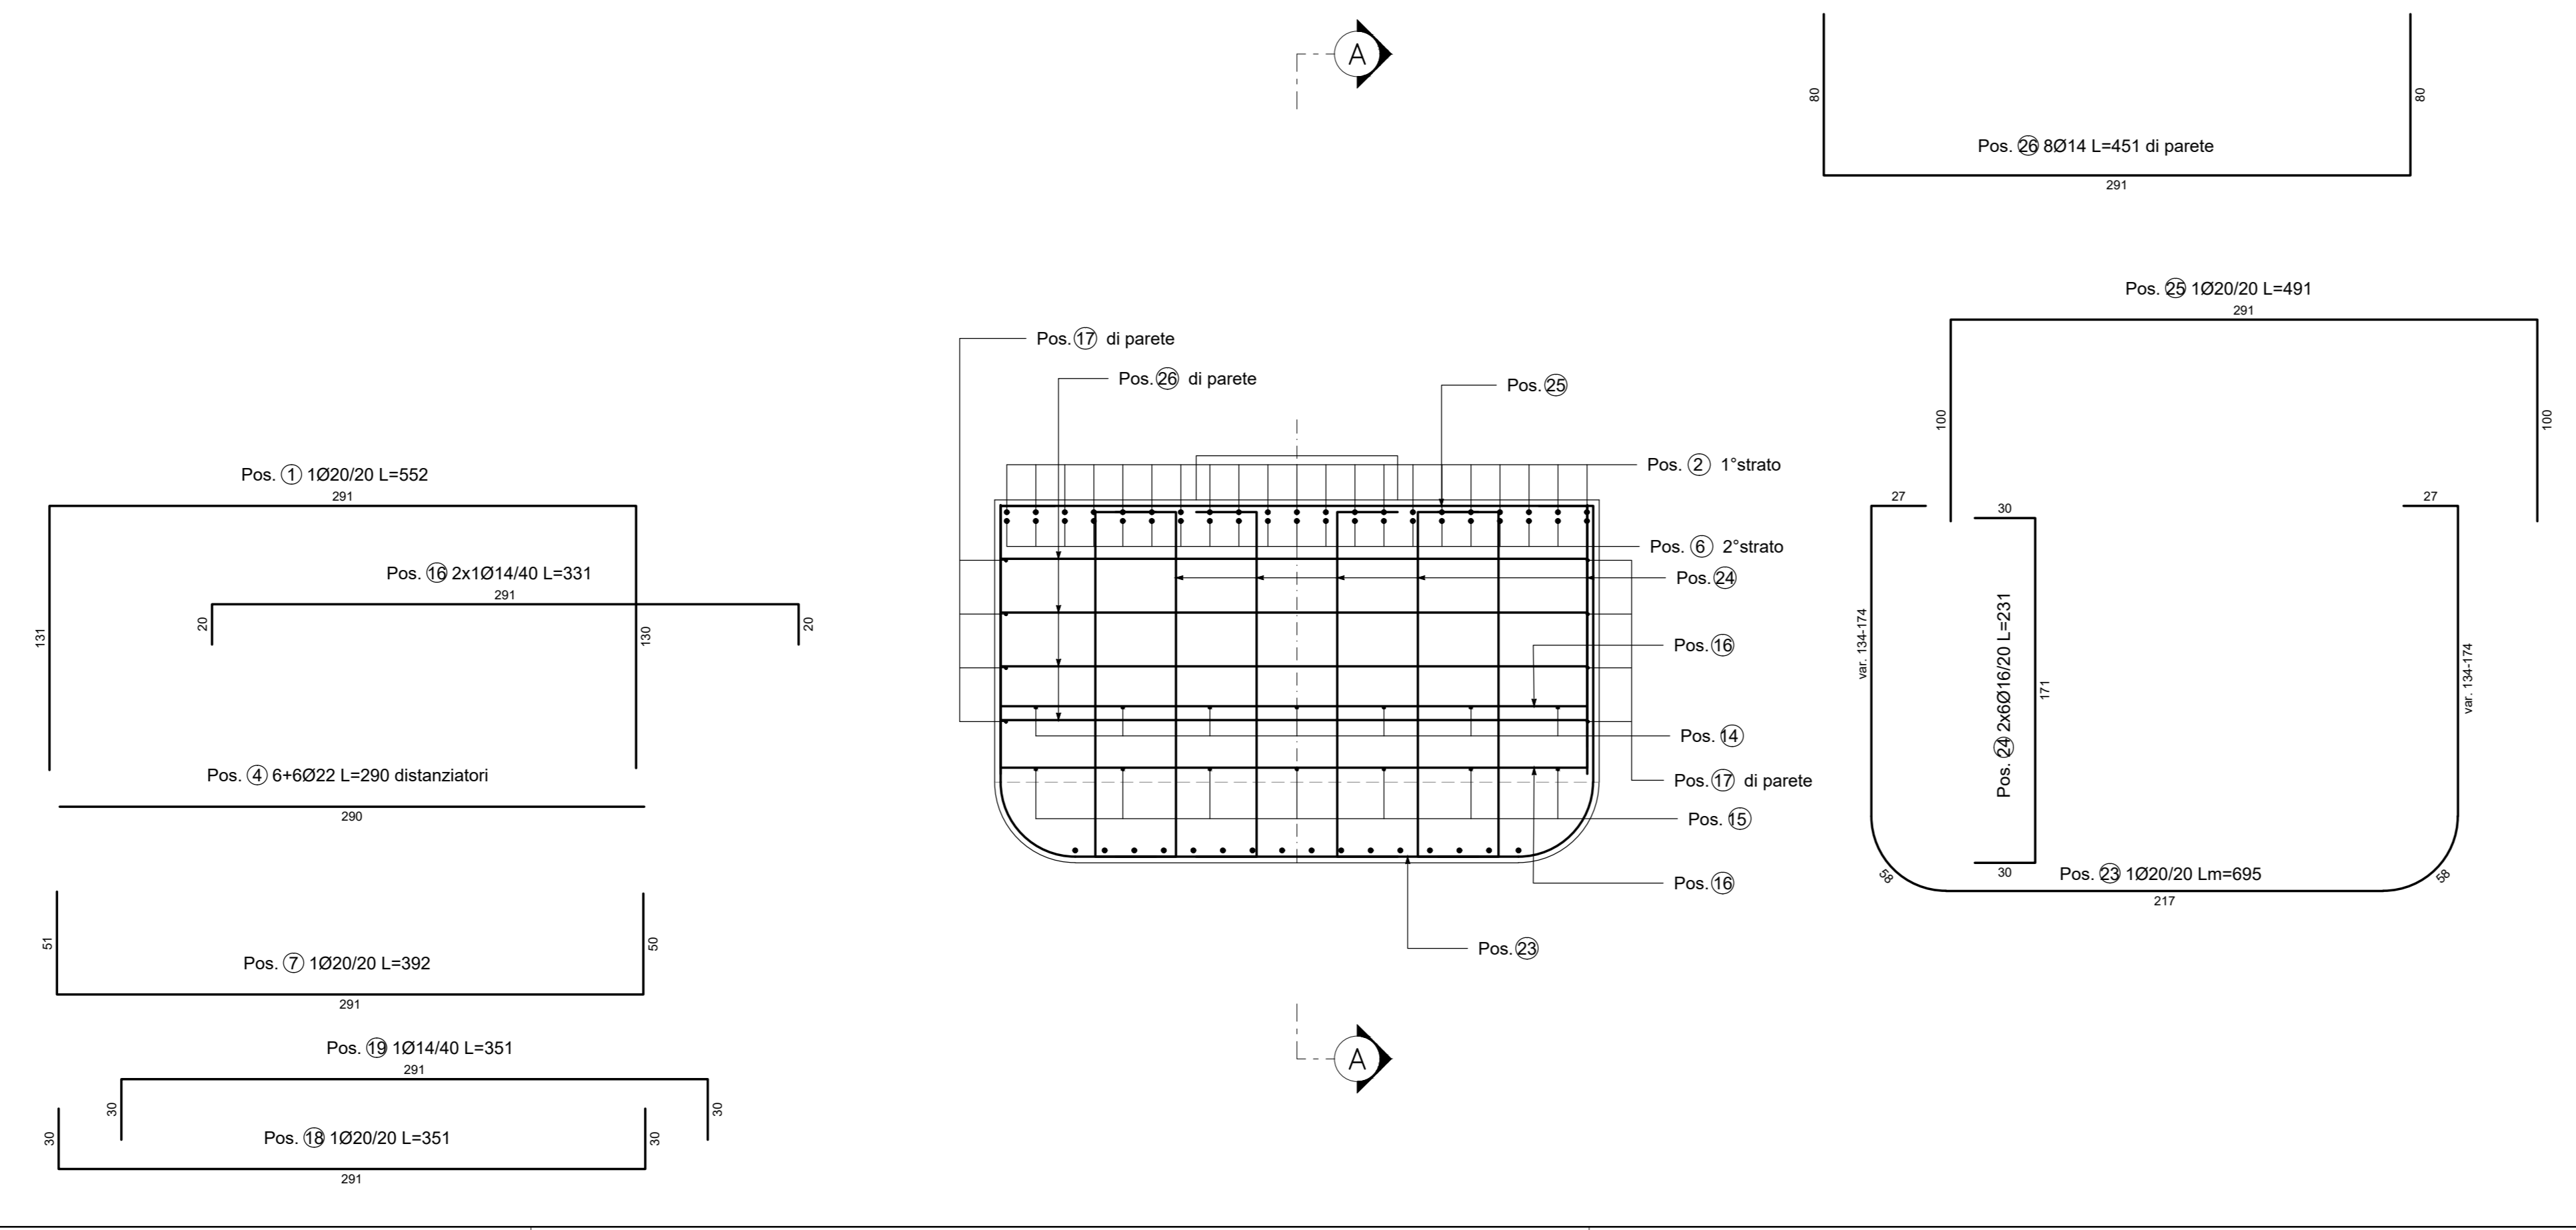 A
80
80
Pos. 26 8Ø14 L=451 di parete
291
Pos. 25 1Ø20/20 L=491
291
100
100
Pos. 17 di parete
Pos. 26 di parete
Pos. 25
Pos. 2 1°strato
Pos. 6 2°strato
Pos. 24
Pos. 16
Pos. 14
Pos. 17 di parete
Pos. 15
Pos. 16
Pos. 23
A
Pos. 1 1Ø20/20 L=552
291
131
130
Pos. 16 2x1Ø14/40 L=331
291
20
20
Pos. 4 6+6Ø22 L=290 distanziatori
290
51
50
Pos. 7 1Ø20/20 L=392
291
Pos. 19 1Ø14/40 L=351
291
30
30
30
30
Pos. 18 1Ø20/20 L=351
291
27
27
30
var. 134-174
Pos. 24 2x6Ø16/20 L=231
171
var. 134-174
30
58
Pos. 23 1Ø20/20 Lm=695
58
217